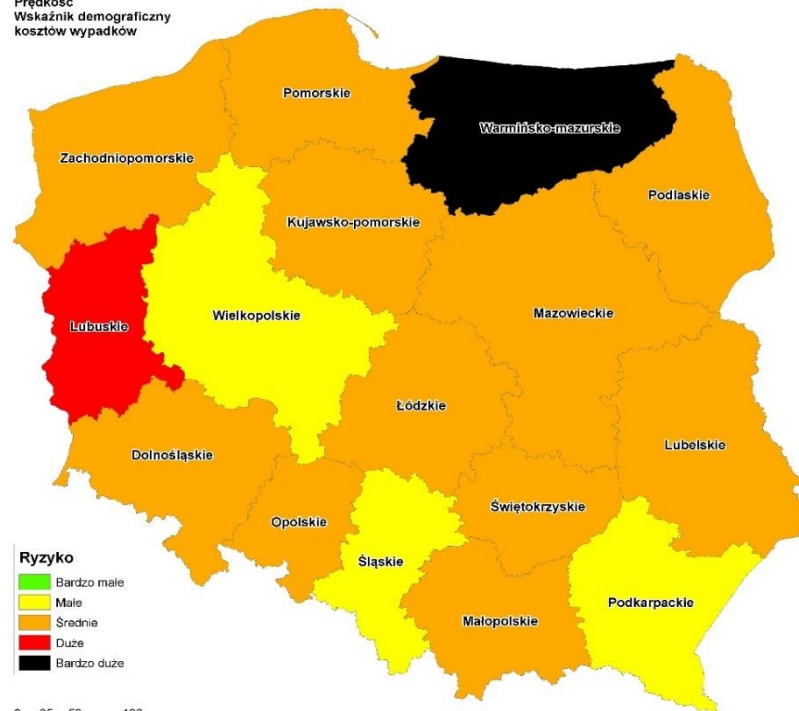 Prędkość
Wskaźnik demograficzny
kosztów wypadków
Pomorskie
Warmińsko-mazurskie
Zachodniopomorskie
Podlaskie
Kujawsko-pomorskie
Lubuskie
Wielkopolskie
Mazowieckie
Łódzkie
Lubelskie
Dolnośląskie
Świętokrzyskie
Opolskie
Śląskie
Podkarpackie
Małopolskie
Ryzyko
Bardzo małe
Małe
Średnie
Duże
Bardzo duże